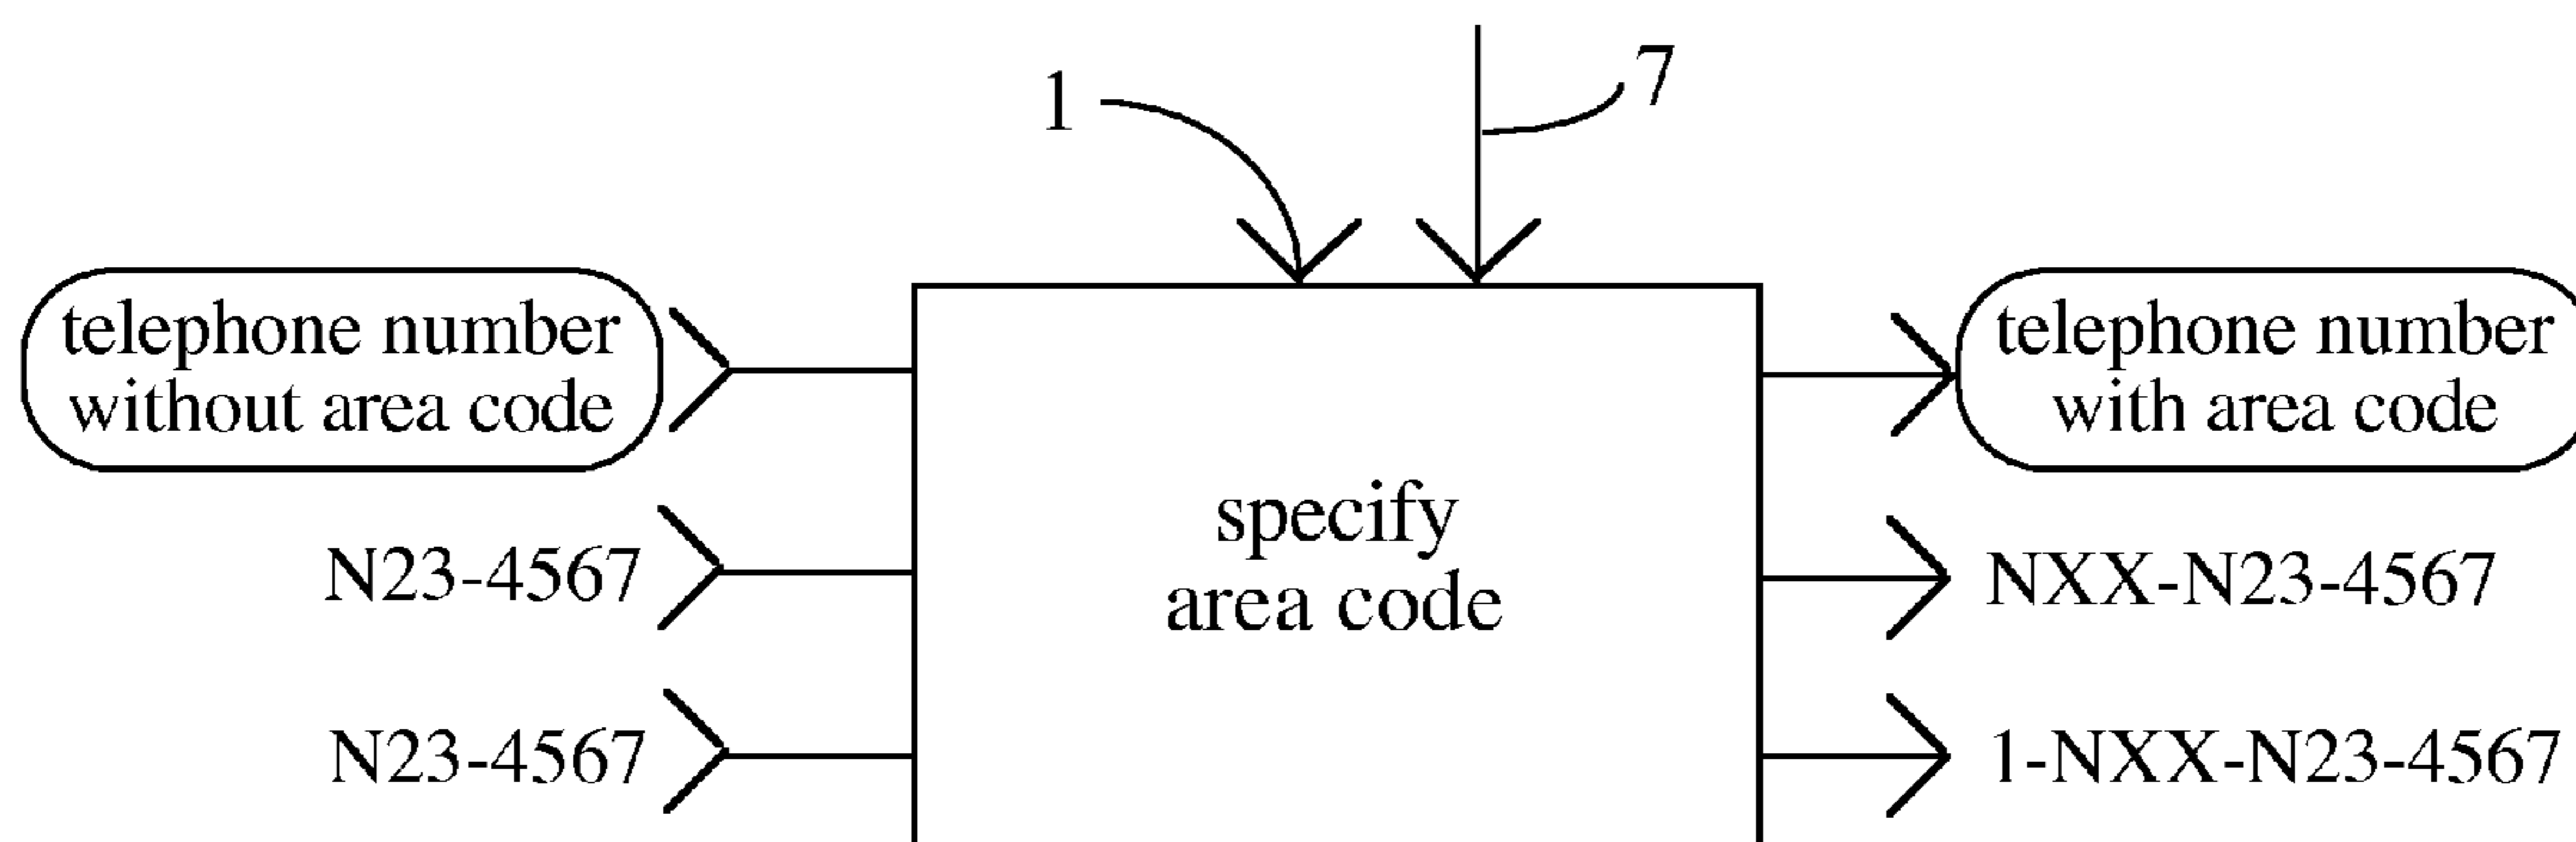 1
7
telephone number
without area code
telephone number
with area code
specify
area code
N23-4567
NXX-N23-4567
N23-4567
1-NXX-N23-4567